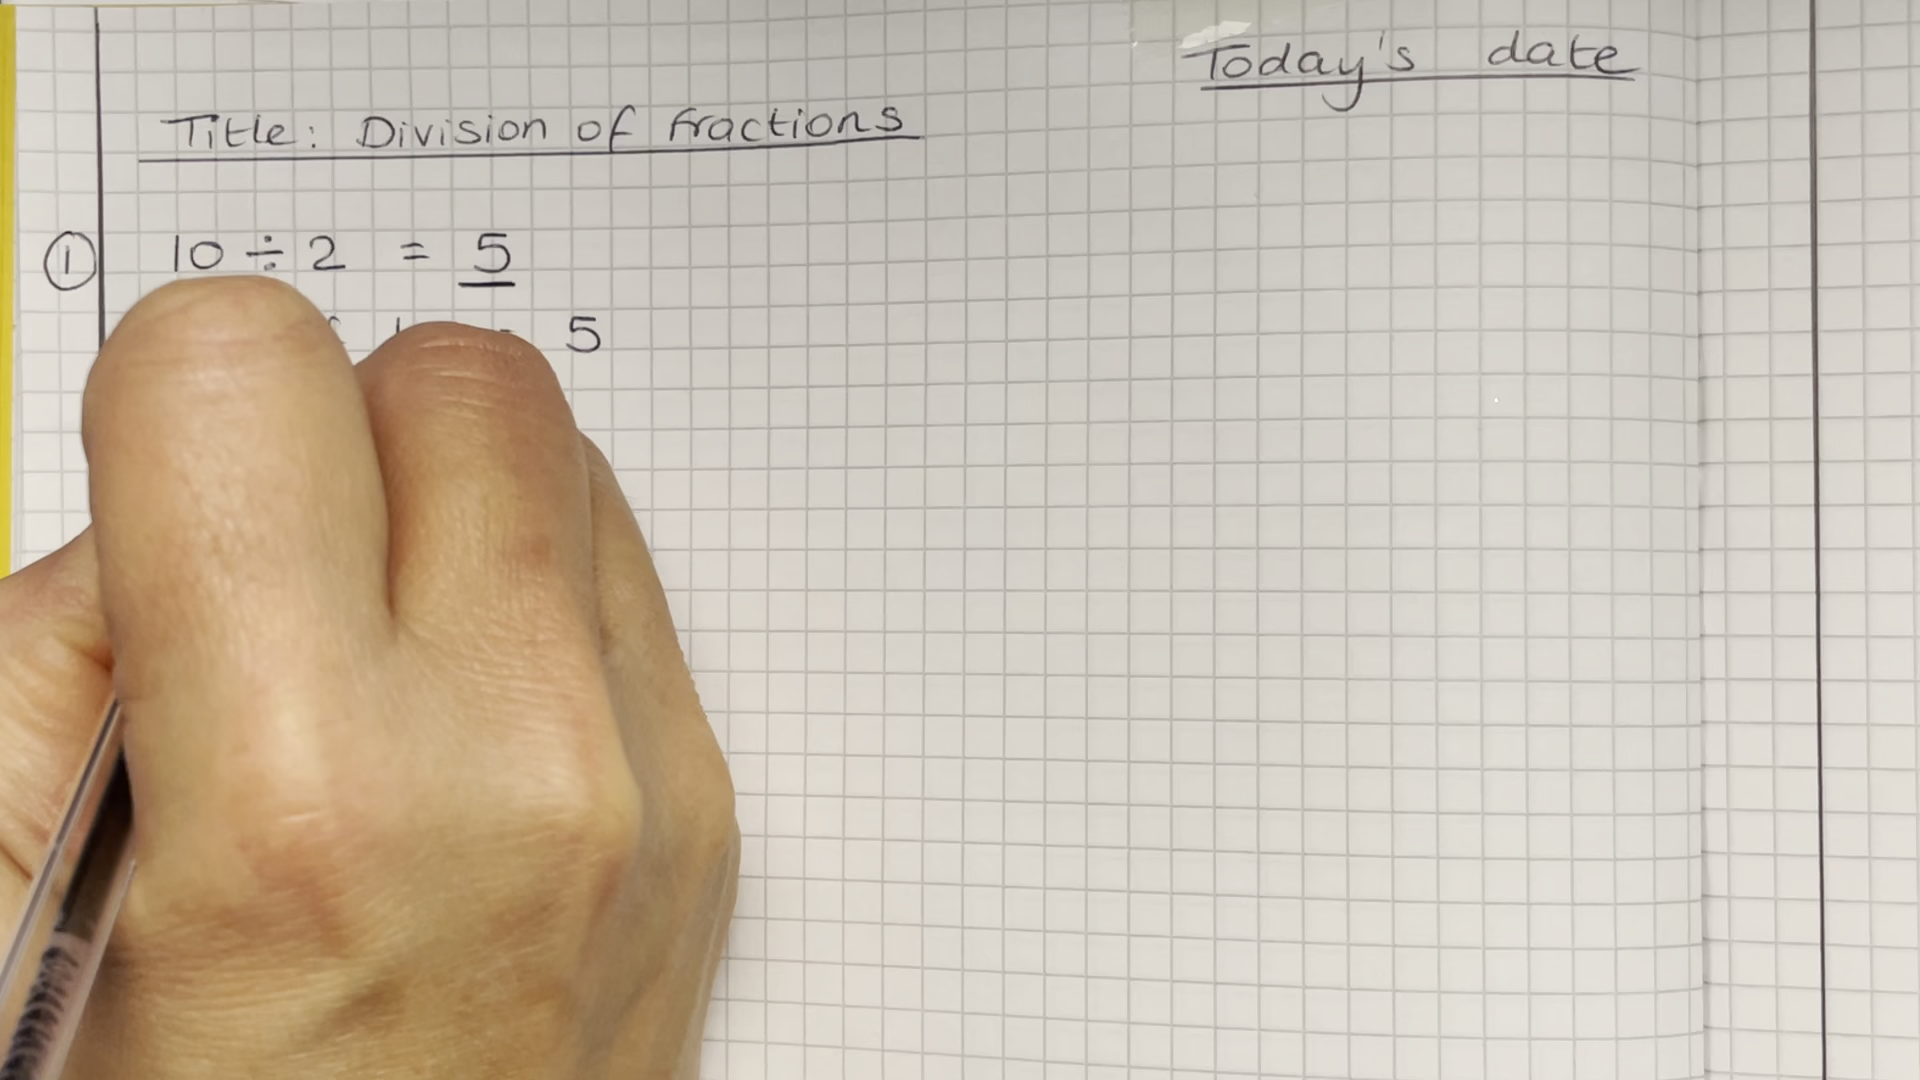 Today's date
Title: Division of fractions
① 10 ÷ 2 = 5
5